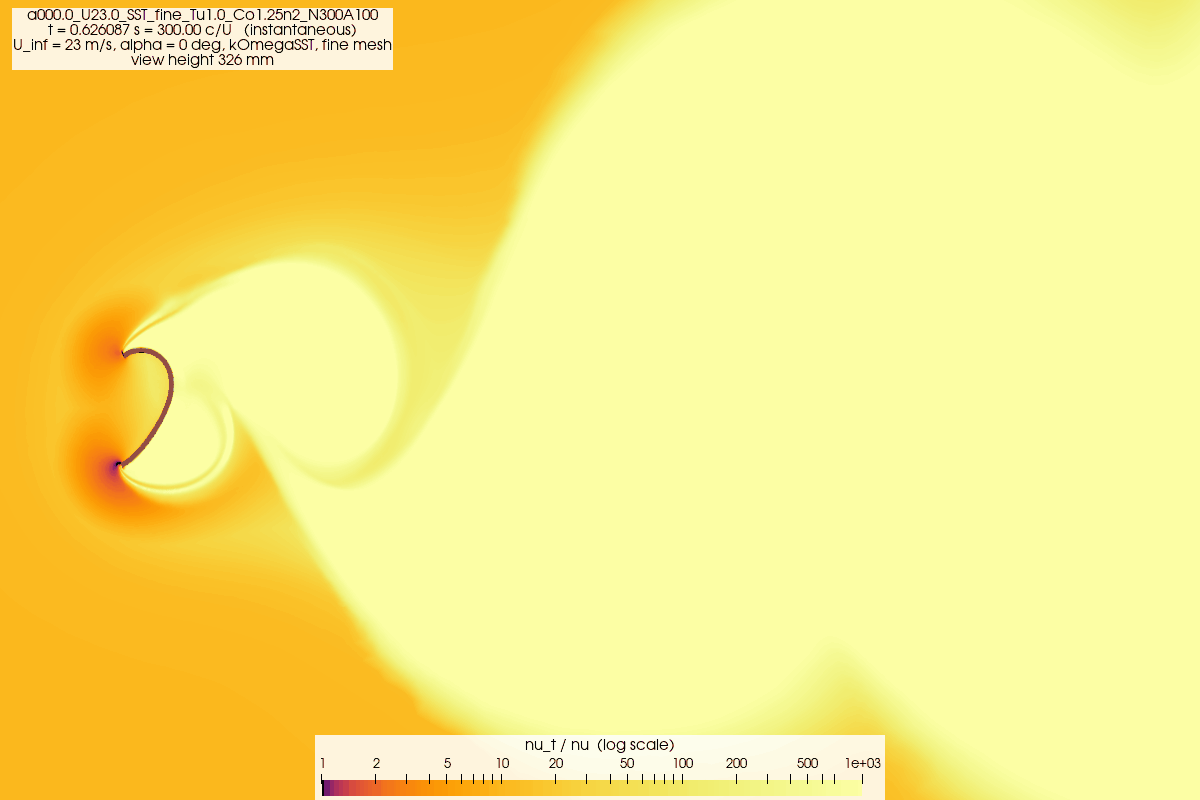 a000.0_U23.0_SST_fine_Tu1.0_Co1.25n2_N300A100
t = 0.626087 s = 300.00 c/U (instantaneous)
U_inf = 23 m/s, alpha = 0 deg, kOmegaSST, fine mesh
view height 326 mm
nu_t / nu (log scale)
1 2 5 10 20 50 100 200 500 1e+03